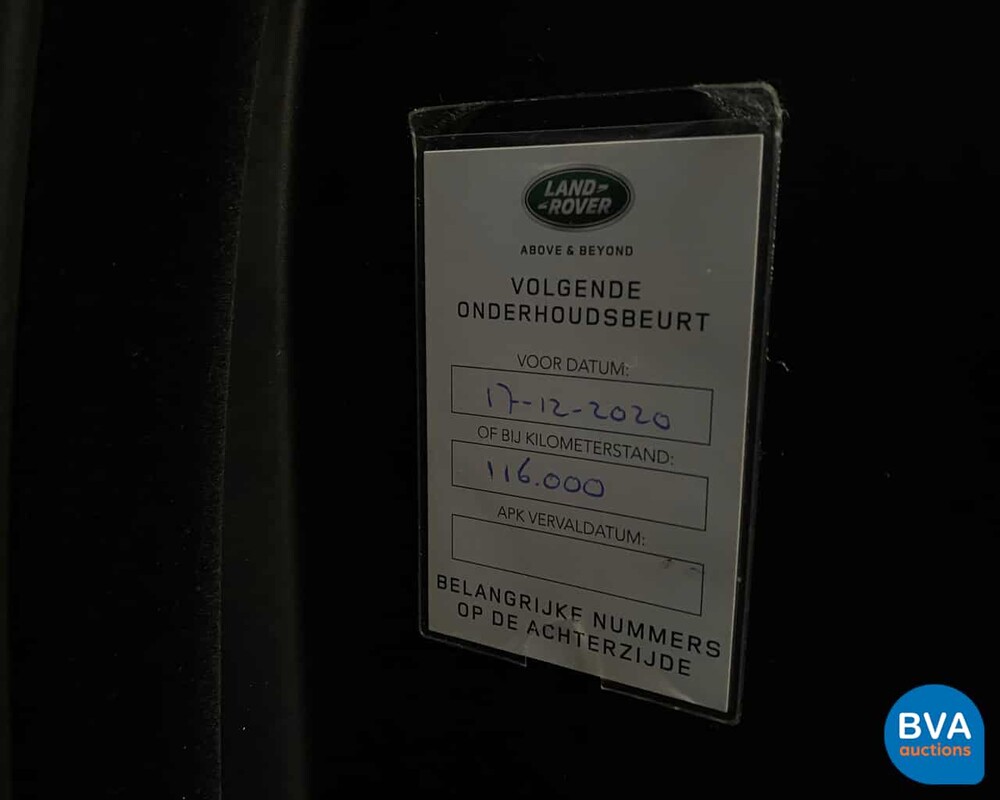 LAND
ROVER
ABOVE & BEYOND
VOLGENDE
ONDERHOUDSBEURT
VOOR DATUM:
17-12-2020
OF BIJ KILOMETERSTAND:
116.000
APK VERVALDATUM:
BELANGRIJKE NUMMERS
OP DE ACHTERZIJDE
BVA
auctions